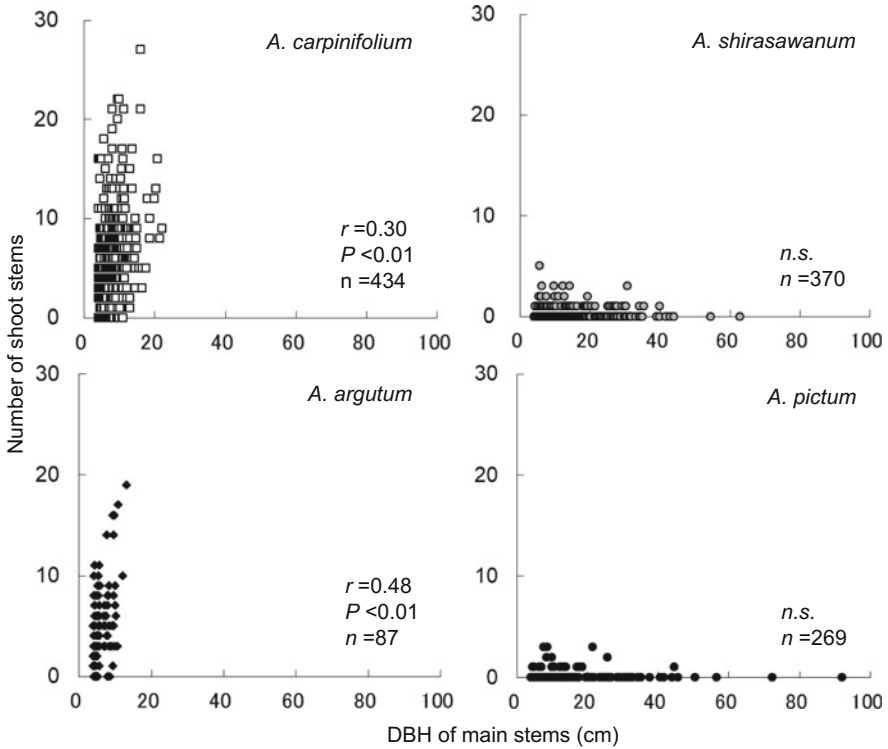 30
20
10
0
0
20
40
60
80
100
A. carpinifolium
r =0.30
P <0.01
n =434
30
20
10
0
0
20
40
60
80
100
A. shirasawanum
n.s.
n =370
Number of shoot stems
30
20
10
0
0
20
40
60
80
100
A. argutum
r =0.48
P <0.01
n =87
30
20
10
0
0
20
40
60
80
100
A. pictum
n.s.
n =269
DBH of main stems (cm)